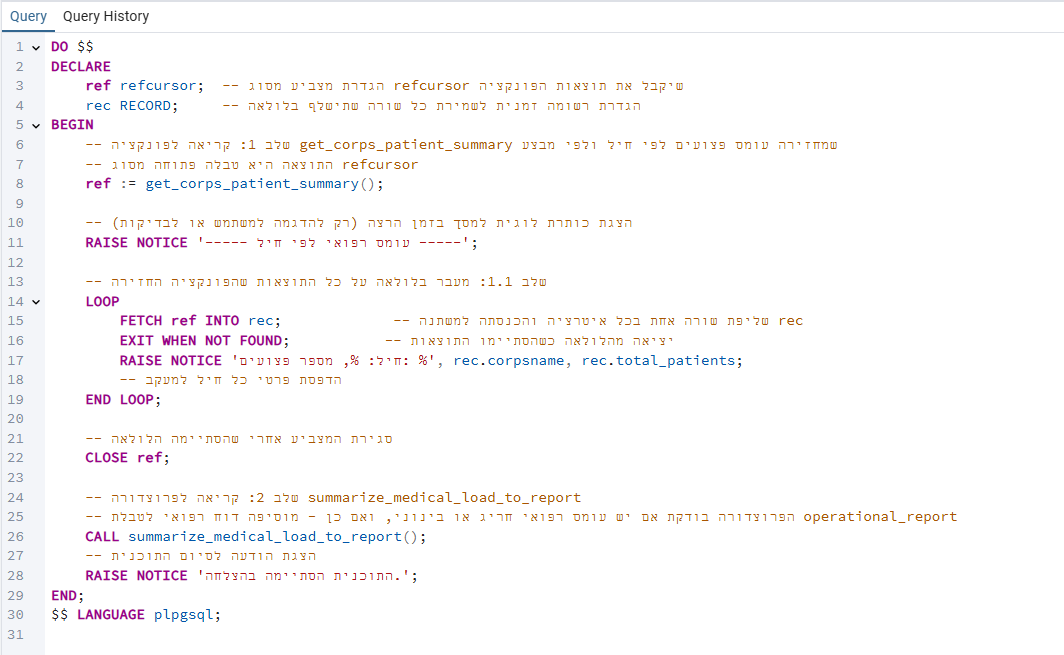 Query Query History
1 DO $$
2 DECLARE
3 ref refcursor; -- הגדרת מצביע מסוג refcursor שיקבל את תוצאות הפונקציה
4 rec RECORD; -- הגדרת רשומה זמנית לשמירת כל שורה שתישלף בלולאה
5 BEGIN
6 -- שלב 1: קריאה לפונקציה get_corps_patient_summary שמחזירה עומס פצועים לפי חיל ולפי מבצע
7 -- התוצאה היא טבלה פתוחה מסוג refcursor
8 ref := get_corps_patient_summary();
9
10 -- הצגת כותרת לוגית למסך בזמן הרצה (רק להדגמה למשתמש או לבדיקות)
11 RAISE NOTICE '----- עומס רפואי לפי חיל -----';
12
13 -- שלב 1.1: מעבר בלולאה על כל התוצאות שהפונקציה החזירה
14 LOOP
15 FETCH ref INTO rec; -- שליפת שורה אחת בכל איטרציה והכנסתה למשתנה rec
16 EXIT WHEN NOT FOUND; -- יציאה מהלולאה כשהסתיימו התוצאות
17 RAISE NOTICE 'חיל: %, מספר פצועים: %', rec.corpsname, rec.total_patients;
18 -- הדפסת פרטי כל חיל למעקב
19 END LOOP;
20
21 -- סגירת המצביע אחרי שהסתיימה הלולאה
22 CLOSE ref;
23
24 -- שלב 2: קריאה לפרוצדורה summarize_medical_load_to_report
25 -- הפרוצדורה בודקת אם יש עומס רפואי חריג או בינוני, ואם כן - מוסיפה דוח רפואי לטבלת operational_report
26 CALL summarize_medical_load_to_report();
27 -- הצגת הודעה לסיום התוכנית
28 RAISE NOTICE 'התוכנית הסתיימה בהצלחה.';
29 END;
30 $$ LANGUAGE plpgsql;
31